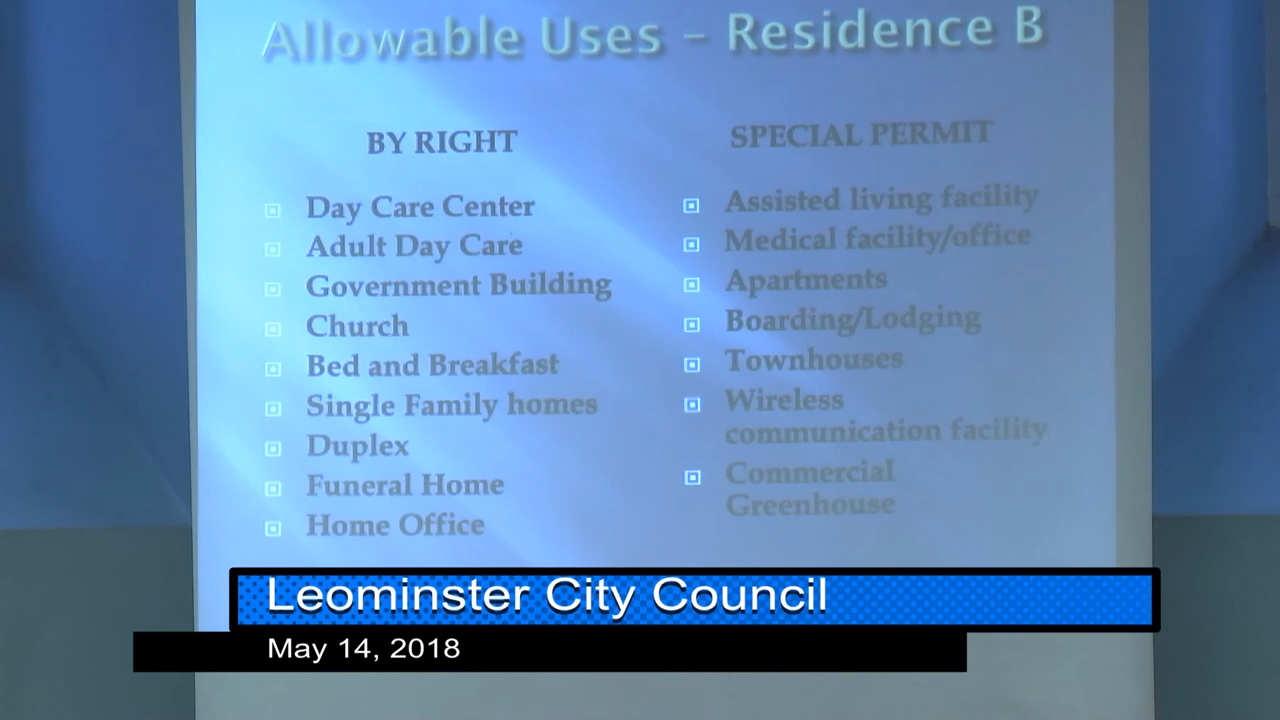 Allowable Uses – Residence B
BY RIGHT
Day Care Center
Adult Day Care
Government Building
Church
Bed and Breakfast
Single Family homes
Duplex
Funeral Home
Home Office
SPECIAL PERMIT
Assisted living facility
Medical facility/office
Apartments
Boarding/Lodging
Townhouses
Wireless
communication facility
Commercial
Greenhouse
Leominster City Council
May 14, 2018